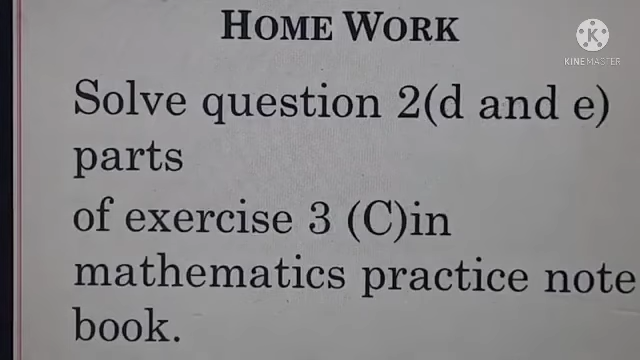 HOME WORK
K
KINEMASTER
Solve question 2(d and e)
parts
of exercise 3 (C)in
mathematics practice note
book.